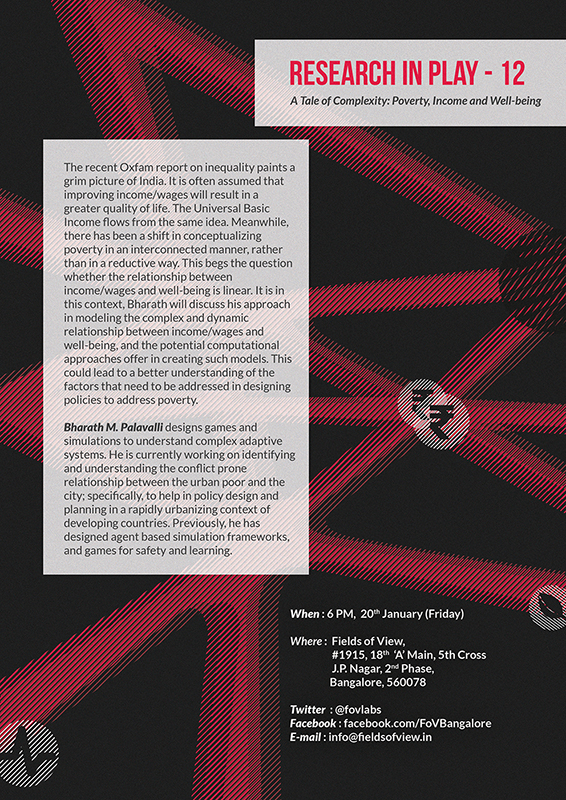 RESEARCH IN PLAY - 12
A Tale of Complexity: Poverty, Income and Well-being
The recent Oxfam report on inequality paints a
grim picture of India. It is often assumed that
improving income/wages will result in a
greater quality of life. The Universal Basic
Income flows from the same idea. Meanwhile,
there has been a shift in conceptualizing
poverty in an interconnected manner, rather
than in a reductive way. This begs the question
whether the relationship between
income/wages and well-being is linear. It is in
this context, Bharath will discuss his approach
in modeling the complex and dynamic
relationship between income/wages and
well-being, and the potential computational
approaches offer in creating such models. This
could lead to a better understanding of the
factors that need to be addressed in designing
policies to address poverty.
Bharath M. Palavalli designs games and
simulations to understand complex adaptive
systems. He is currently working on identifying
and understanding the conflict prone
relationship between the urban poor and the
city; specifically, to help in policy design and
planning in a rapidly urbanizing context of
developing countries. Previously, he has
designed agent based simulation frameworks,
and games for safety and learning.
₹ ₹
When : 6 PM, 20th January (Friday)
Where : Fields of View,
#1915, 18th 'A' Main, 5th Cross
J.P. Nagar, 2nd Phase,
Bangalore, 560078
Twitter : @fovlabs
Facebook : facebook.com/FoVBangalore
E-mail : info@fieldsofview.in